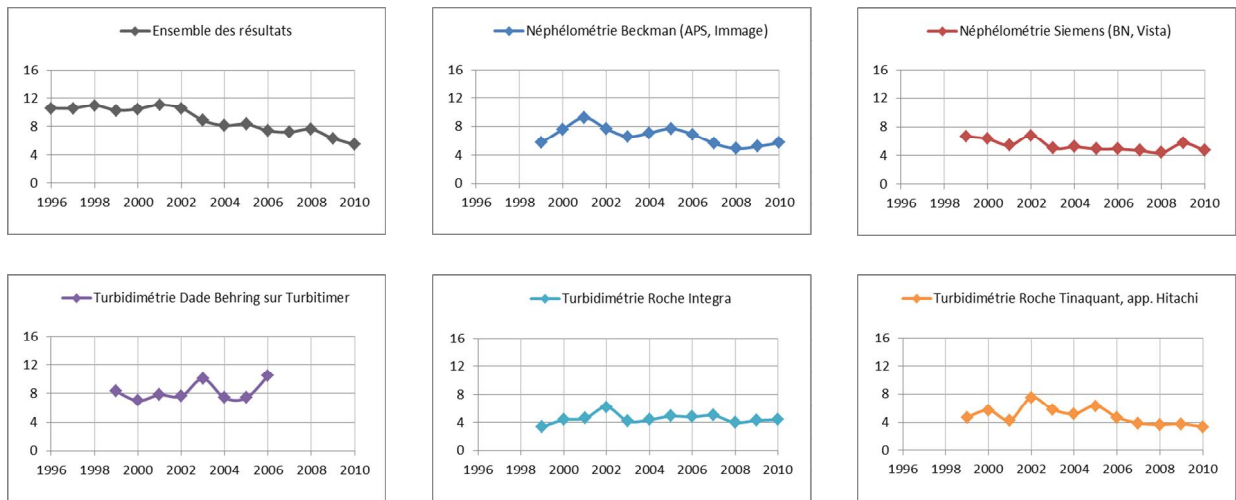 Ensemble des résultats
16
12
8
4
0
1996 1998 2000 2002 2004 2006 2008 2010
Néphélométrie Beckman (APS, Immage)
16
12
8
4
0
1996 1998 2000 2002 2004 2006 2008 2010
Néphélométrie Siemens (BN, Vista)
16
12
8
4
0
1996 1998 2000 2002 2004 2006 2008 2010
Turbidimétrie Dade Behring sur Turbitimer
16
12
8
4
0
1996 1998 2000 2002 2004 2006 2008 2010
Turbidimétrie Roche Integra
16
12
8
4
0
1996 1998 2000 2002 2004 2006 2008 2010
Turbidimétrie Roche Tinaquant, app. Hitachi
16
12
8
4
0
1996 1998 2000 2002 2004 2006 2008 2010